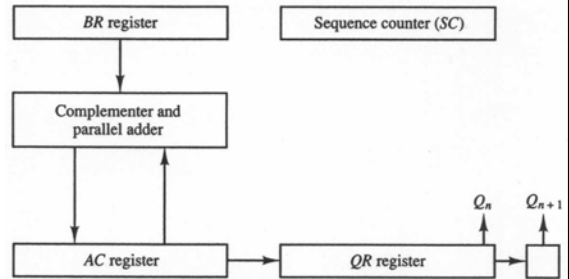 BR register
Sequence counter (SC)
Complementer and
parallel adder
Qn
Qn+1
AC register
QR register